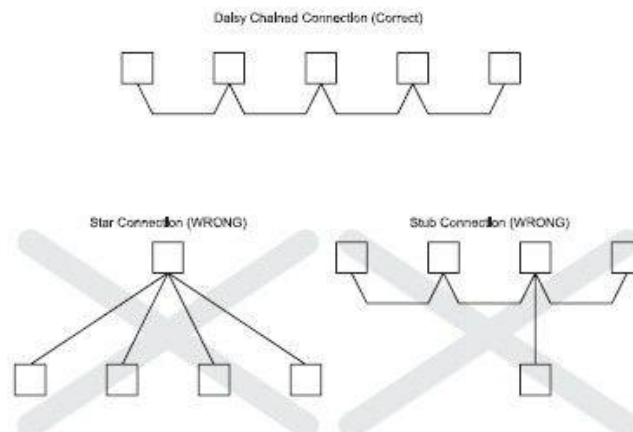 Daisy Chained Connection (Correct)
Star Connection (WRONG)
Stub Connection (WRONG)